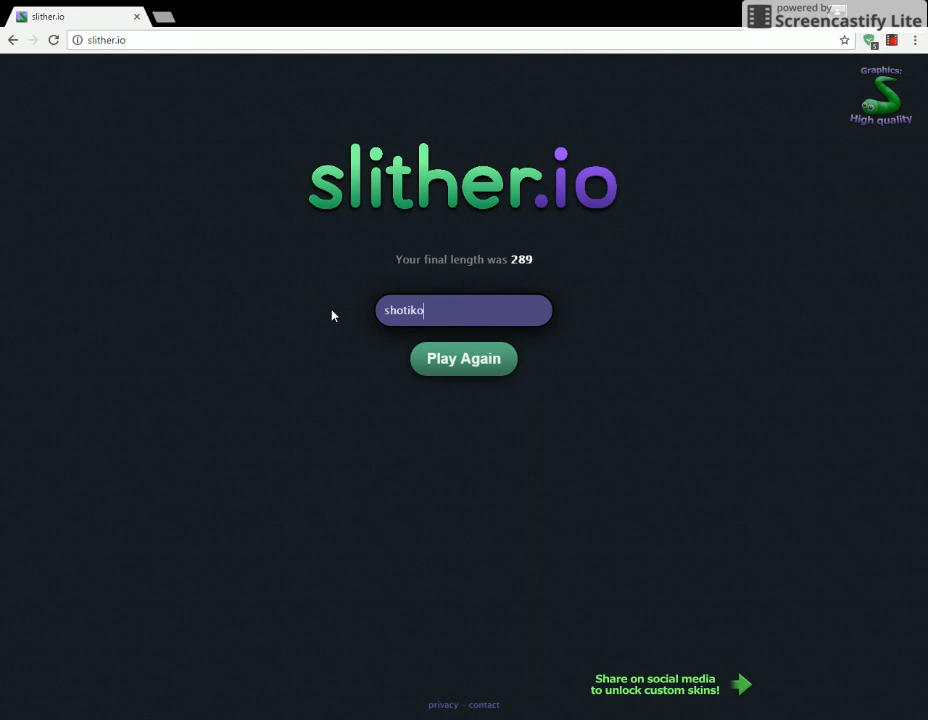 slither.io
powered by
Screencastify Lite
slither.io
5
Graphics:
High quality
slither.io
Your final length was 289
shotiko
Play Again
Share on social media
to unlock custom skins!
privacy - contact